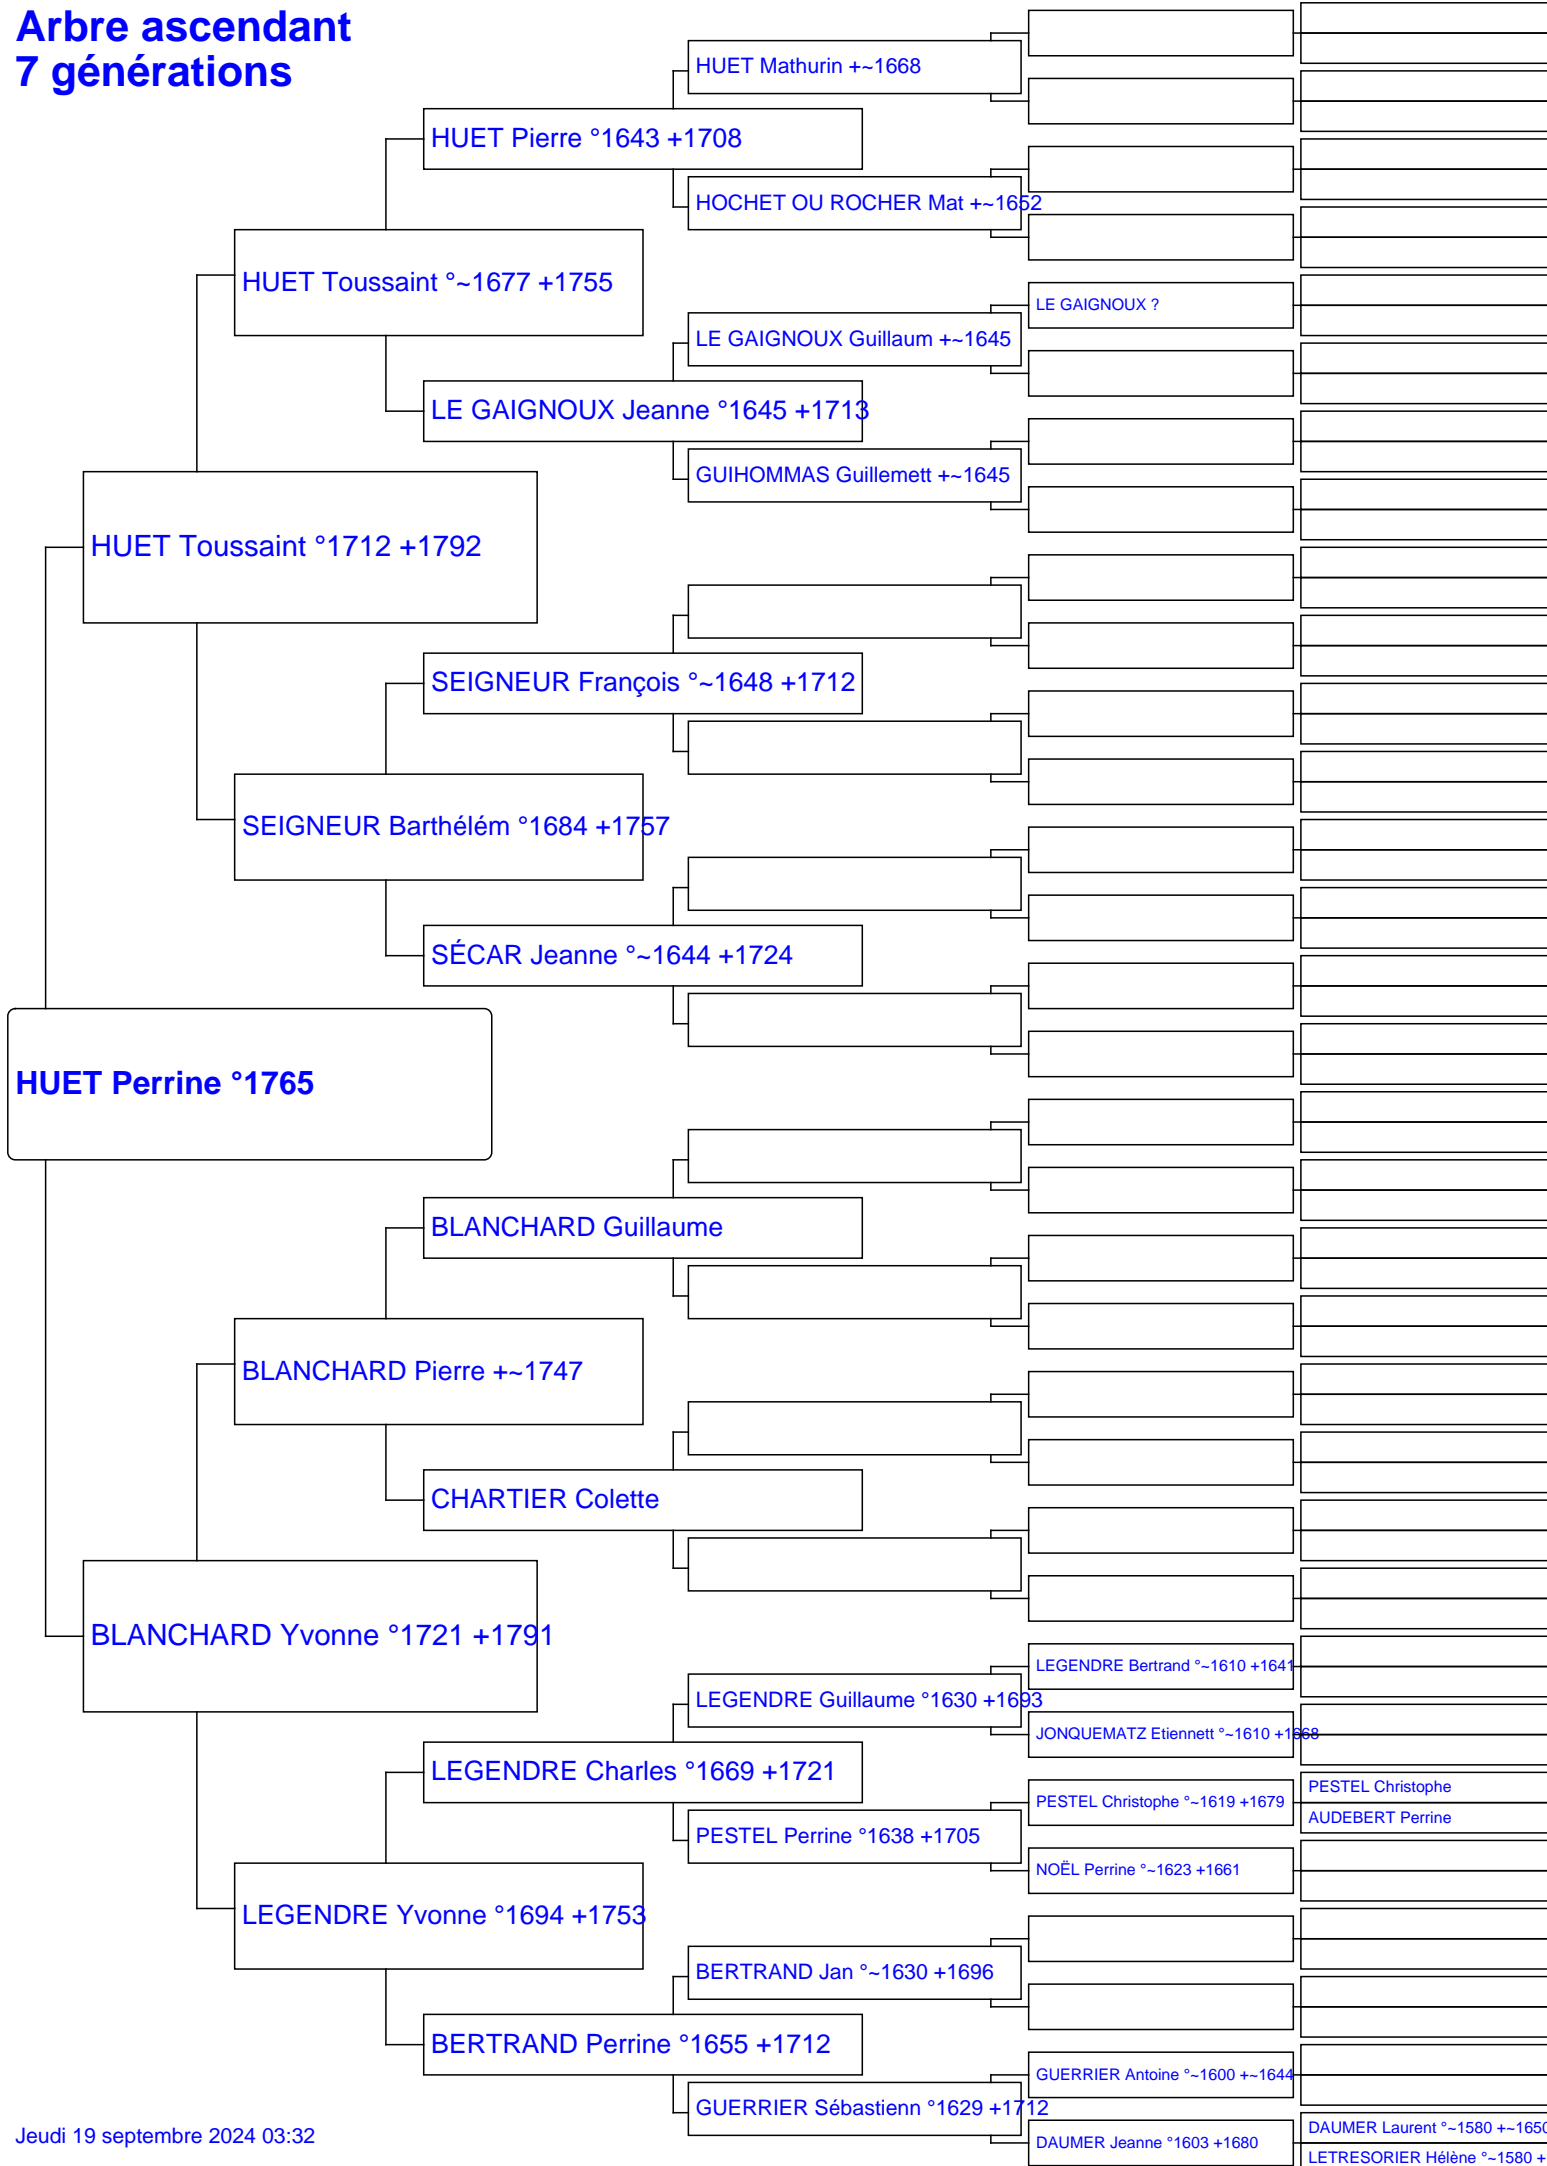 Arbre ascendant
7 générations
HUET Mathurin +~1668
HUET Pierre °1643 +1708
HOCHET OU ROCHER Mat +~1652
HUET Toussaint °~1677 +1755
LE GAIGNOUX ?
LE GAIGNOUX Guillaum +~1645
LE GAIGNOUX Jeanne °1645 +1713
GUIHOMMAS Guillemett +~1645
HUET Toussaint °1712 +1792
SEIGNEUR François °~1648 +1712
SEIGNEUR Barthélém °1684 +1757
SÉCAR Jeanne °~1644 +1724
HUET Perrine °1765
BLANCHARD Guillaume
BLANCHARD Pierre +~1747
CHARTIER Colette
BLANCHARD Yvonne °1721 +1791
LEGENDRE Bertrand °~1610 +1641
LEGENDRE Guillaume °1630 +1693
JONQUEMATZ Etiennett °~1610 +1668
LEGENDRE Charles °1669 +1721
PESTEL Christophe
PESTEL Christophe °~1619 +1679
AUDEBERT Perrine
PESTEL Perrine °1638 +1705
NOËL Perrine °~1623 +1661
LEGENDRE Yvonne °1694 +1753
BERTRAND Jan °~1630 +1696
BERTRAND Perrine °1655 +1712
GUERRIER Antoine °~1600 +~1644
GUERRIER Sébastienn °1629 +1712
DAUMER Laurent °~1580 +~1650
DAUMER Jeanne °1603 +1680
LETRESORIER Hélène °~1580 +
Jeudi 19 septembre 2024 03:32